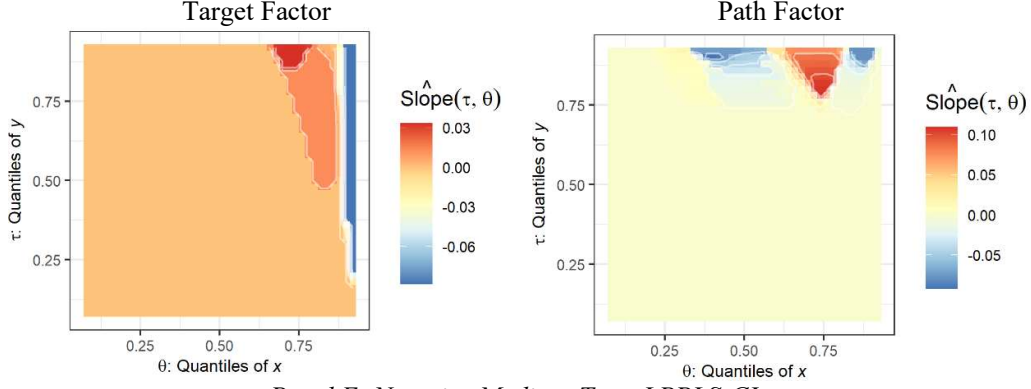 Target Factor
Path Factor
τ: Quantiles of y
0.75
0.50
0.25
0.25
0.50
0.75
θ: Quantiles of x
^
Slope(τ, θ)
0.03
0.00
-0.03
-0.06
τ: Quantiles of y
0.75
0.50
0.25
0.25
0.50
0.75
θ: Quantiles of x
^
Slope(τ, θ)
0.10
0.05
0.00
-0.05